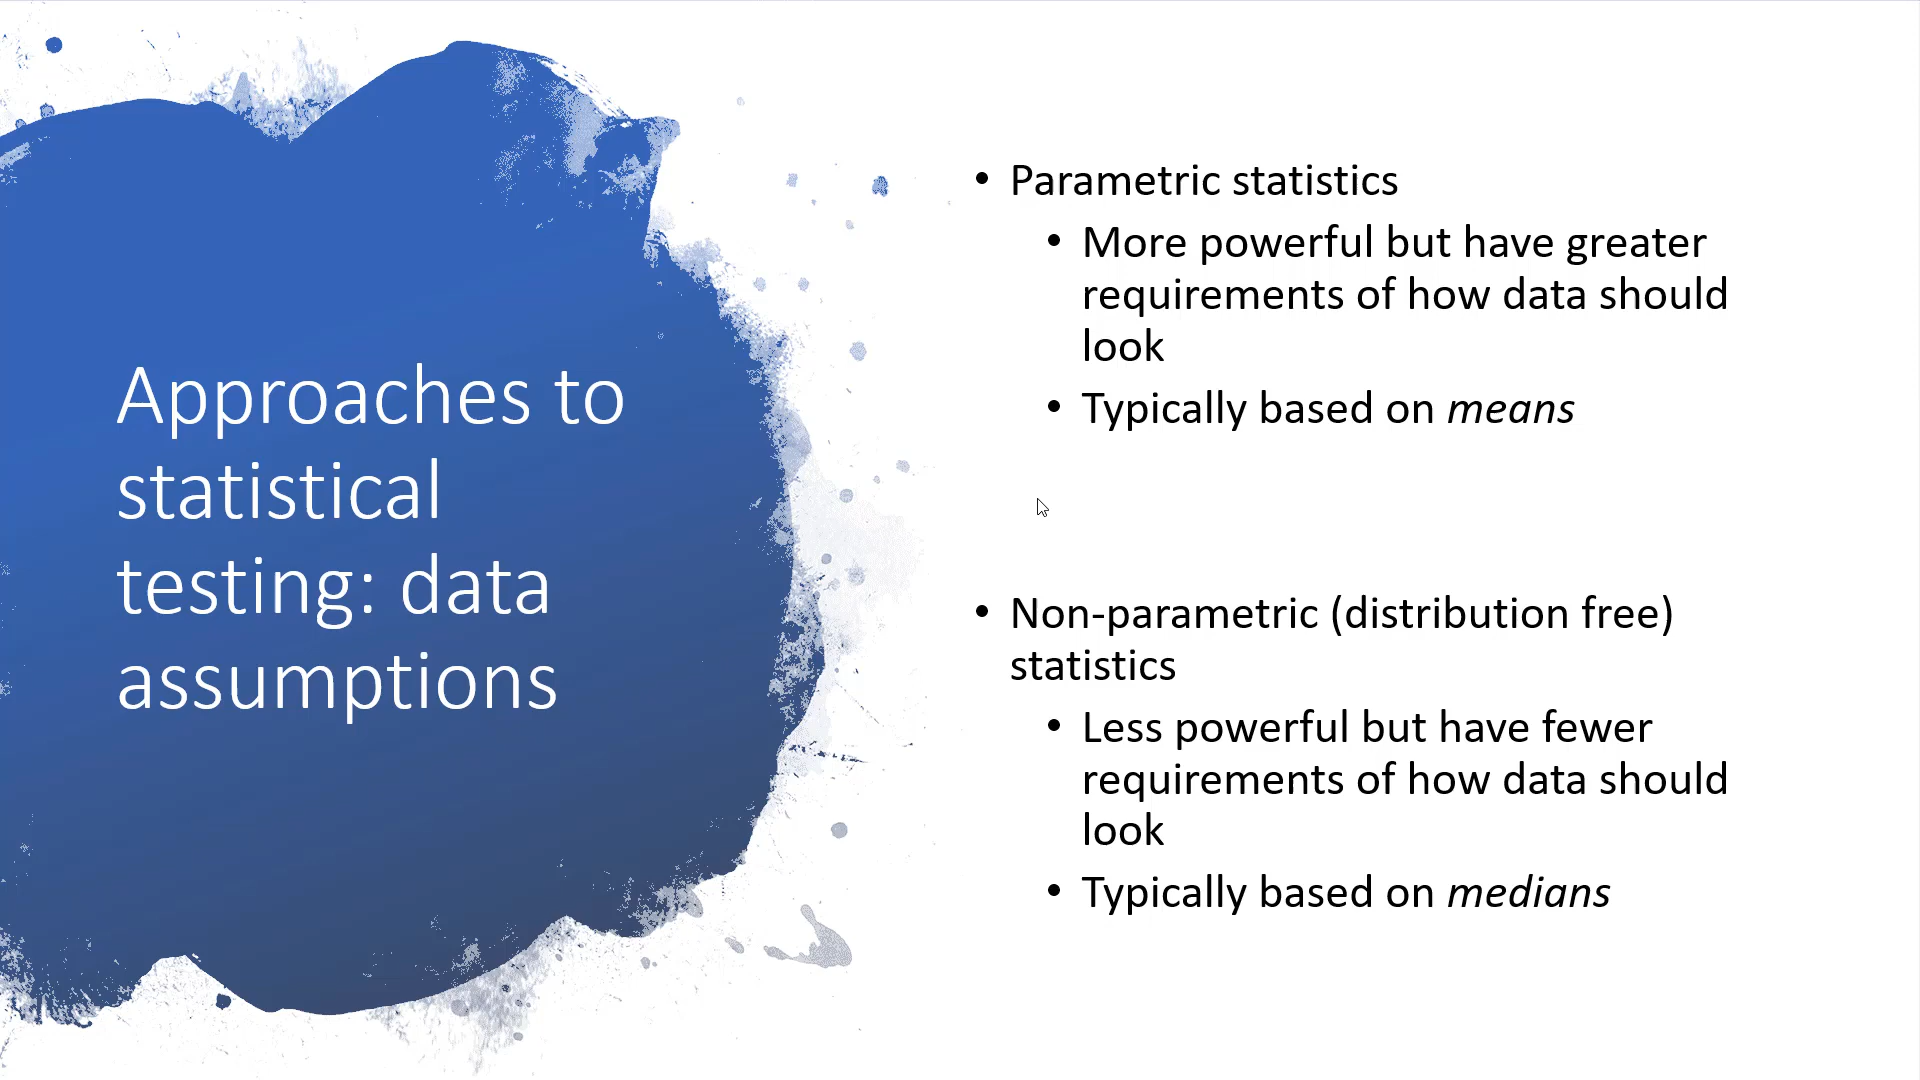 Approaches to
statistical
testing: data
assumptions
• Parametric statistics
• More powerful but have greater
requirements of how data should
look
• Typically based on means
• Non-parametric (distribution free)
statistics
• Less powerful but have fewer
requirements of how data should
look
• Typically based on medians